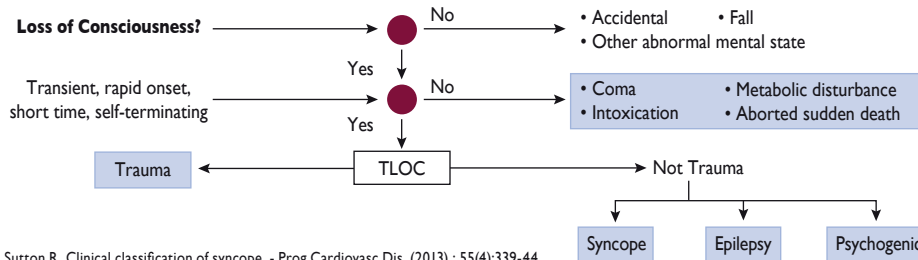 Loss of Consciousness?
No
• Accidental • Fall
• Other abnormal mental state
Yes
Transient, rapid onset,
short time, self-terminating
No
• Coma • Metabolic disturbance
• Intoxication • Aborted sudden death
Yes
Trauma
TLOC
Not Trauma
Syncope
Epilepsy
Psychogenic
Sutton R. Clinical classification of syncope. - Prog Cardiovasc Dis. (2013) ; 55(4):339-44